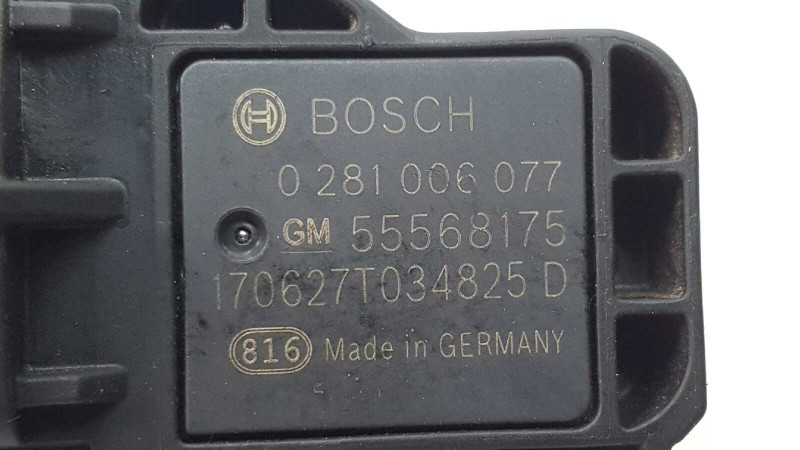 BOSCH
0 281 006 077
GM 55568175
170627T034825 D
816 Made in GERMANY